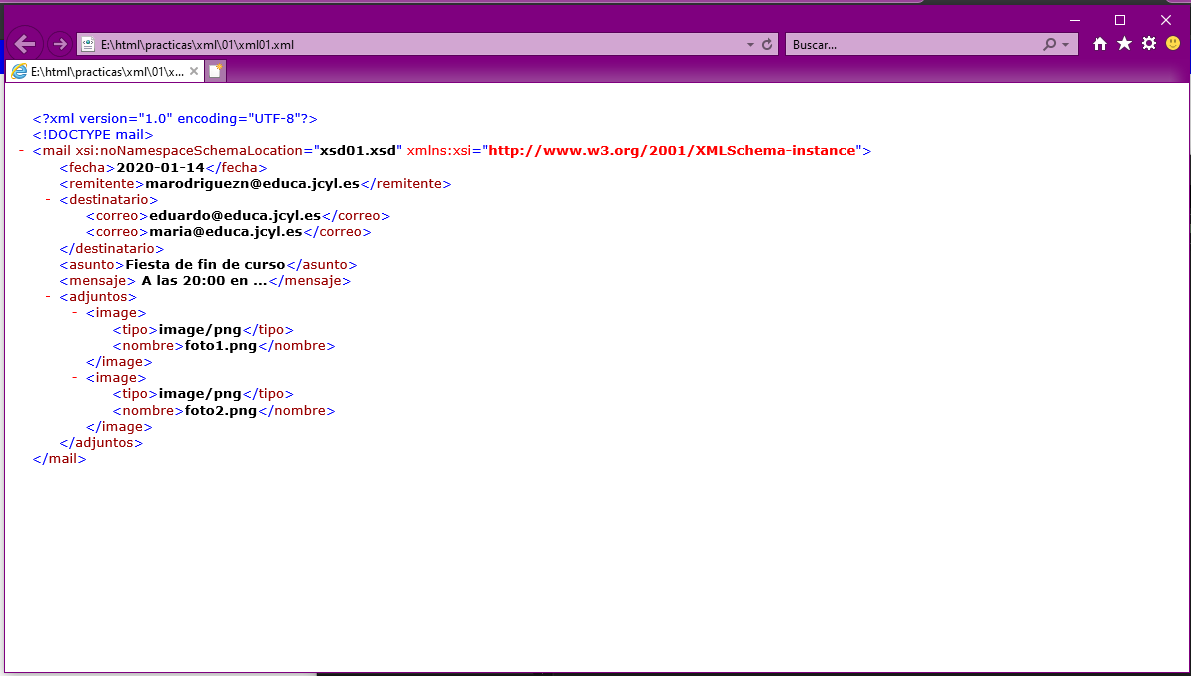 E:\html\practicas\xml\01\xml01.xml
Buscar...
E:\html\practicas\xml\01\x...
<?xml version="1.0" encoding="UTF-8"?>
<!DOCTYPE mail>
- <mail xsi:noNamespaceSchemaLocation="xsd01.xsd" xmlns:xsi="http://www.w3.org/2001/XMLSchema-instance">
<fecha>2020-01-14</fecha>
<remitente>marodriguezn@educa.jcyl.es</remitente>
- <destinatario>
<correo>eduardo@educa.jcyl.es</correo>
<correo>maria@educa.jcyl.es</correo>
</destinatario>
<asunto>Fiesta de fin de curso</asunto>
<mensaje> A las 20:00 en ...</mensaje>
- <adjuntos>
- <image>
<tipo>image/png</tipo>
<nombre>foto1.png</nombre>
</image>
- <image>
<tipo>image/png</tipo>
<nombre>foto2.png</nombre>
</image>
</adjuntos>
</mail>